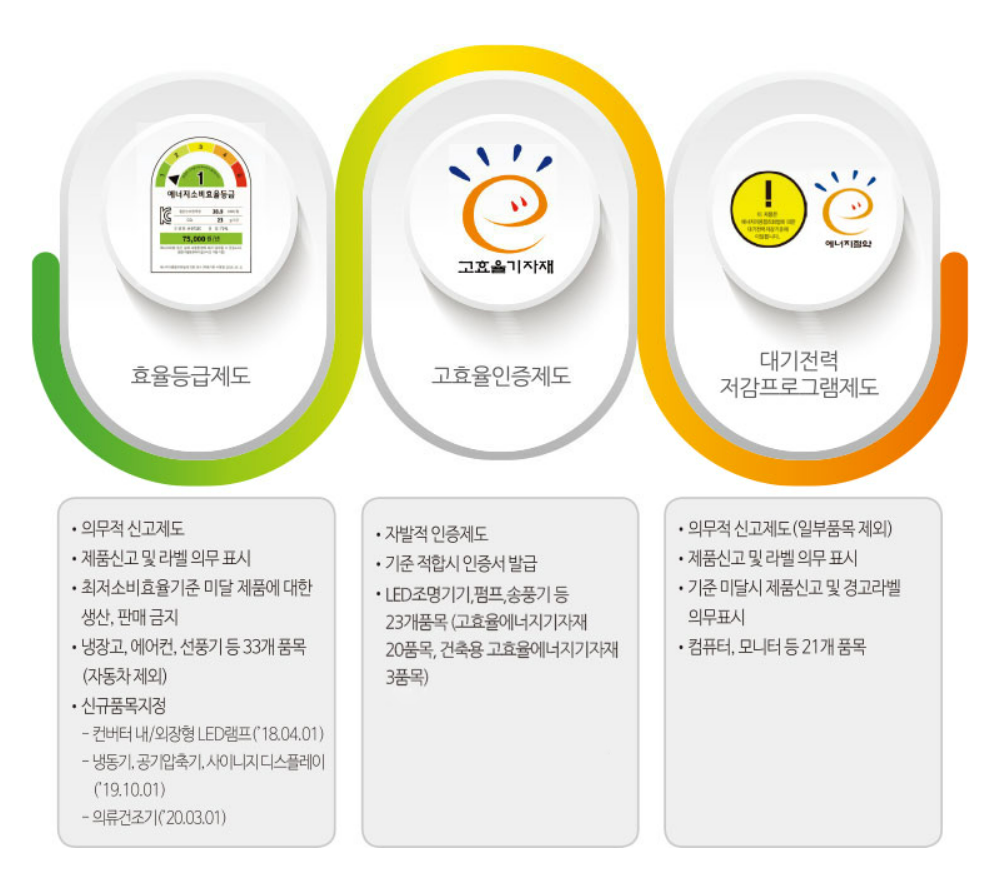 1 2 3 4 5
1
에너지소비효율등급
75,000
고효율기자재
!
이 제품은
에너지절약
효율등급제도
고효율인증제도
대기전력
저감프로그램제도
• 의무적 신고제도
• 제품신고 및 라벨 의무 표시
• 최저소비효율기준 미달 제품에 대한
생산, 판매 금지
• 냉장고, 에어컨, 선풍기 등 33개 품목
(자동차 제외)
• 신규품목지정
– 컨버터 내/외장형 LED램프(’18.04.01)
– 냉동기, 공기압축기, 사이니지 디스플레이
(’19.10.01)
– 의류건조기(’20.03.01)
• 자발적 인증제도
• 기준 적합시 인증서 발급
• LED조명기기,펌프,송풍기 등
23개품목 (고효율에너지기자재
20품목, 건축용 고효율에너지기자재
3품목)
• 의무적 신고제도(일부품목 제외)
• 제품신고 및 라벨 의무 표시
• 기준 미달시 제품신고 및 경고라벨
의무표시
• 컴퓨터, 모니터 등 21개 품목